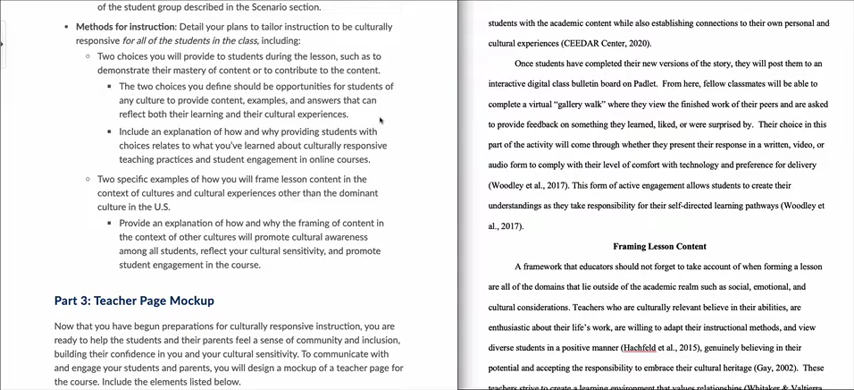 of the student group described in the Scenario section.
• Methods for instruction: Detail your plans to tailor instruction to be culturally
responsive for all of the students in the class, including:
○ Two choices you will provide to students during the lesson, such as to
demonstrate their mastery of content or to contribute to the content.
▪ The two choices you define should be opportunities for students of
any culture to provide content, examples, and answers that can
reflect both their learning and their cultural experiences.
▪ Include an explanation of how and why providing students with
choices relates to what you've learned about culturally responsive
teaching practices and student engagement in online courses.
○ Two specific examples of how you will frame lesson content in the
context of cultures and cultural experiences other than the dominant
culture in the U.S.
▪ Provide an explanation of how and why the framing of content in
the context of other cultures will promote cultural awareness
among all students, reflect your cultural sensitivity, and promote
student engagement in the course.
Part 3: Teacher Page Mockup
Now that you have begun preparations for culturally responsive instruction, you are
ready to help the students and their parents feel a sense of community and inclusion,
building their confidence in you and your cultural sensitivity. To communicate with
and engage your students and parents, you will design a mockup of a teacher page for
the course. Include the elements listed below.
students with the academic content while also establishing connections to their own personal and
cultural experiences (CEEDAR Center, 2020).
Once students have completed their new versions of the story, they will post them to an
interactive digital class bulletin board on Padlet. From here, fellow classmates will be able to
complete a virtual “gallery walk” where they view the finished work of their peers and are asked
to provide feedback on something they learned, liked, or were surprised by. Their choice in this
part of the activity will come through whether they present their response in a written, video, or
audio form to comply with their level of comfort with technology and preference for delivery
(Woodley et al., 2017). This form of active engagement allows students to create their
understandings as they take responsibility for their self-directed learning pathways (Woodley et
al., 2017).
Framing Lesson Content
A framework that educators should not forget to take account of when forming a lesson
are all of the domains that lie outside of the academic realm such as social, emotional, and
cultural considerations. Teachers who are culturally relevant believe in their abilities, are
enthusiastic about their life's work, are willing to adapt their instructional methods, and view
diverse students in a positive manner (Hachfeld et al., 2015), genuinely believing in their
potential and accepting the responsibility to embrace their cultural heritage (Gay, 2002). These
teachers strive to create a learning environment that values relationships (Whitaker & Valtierra